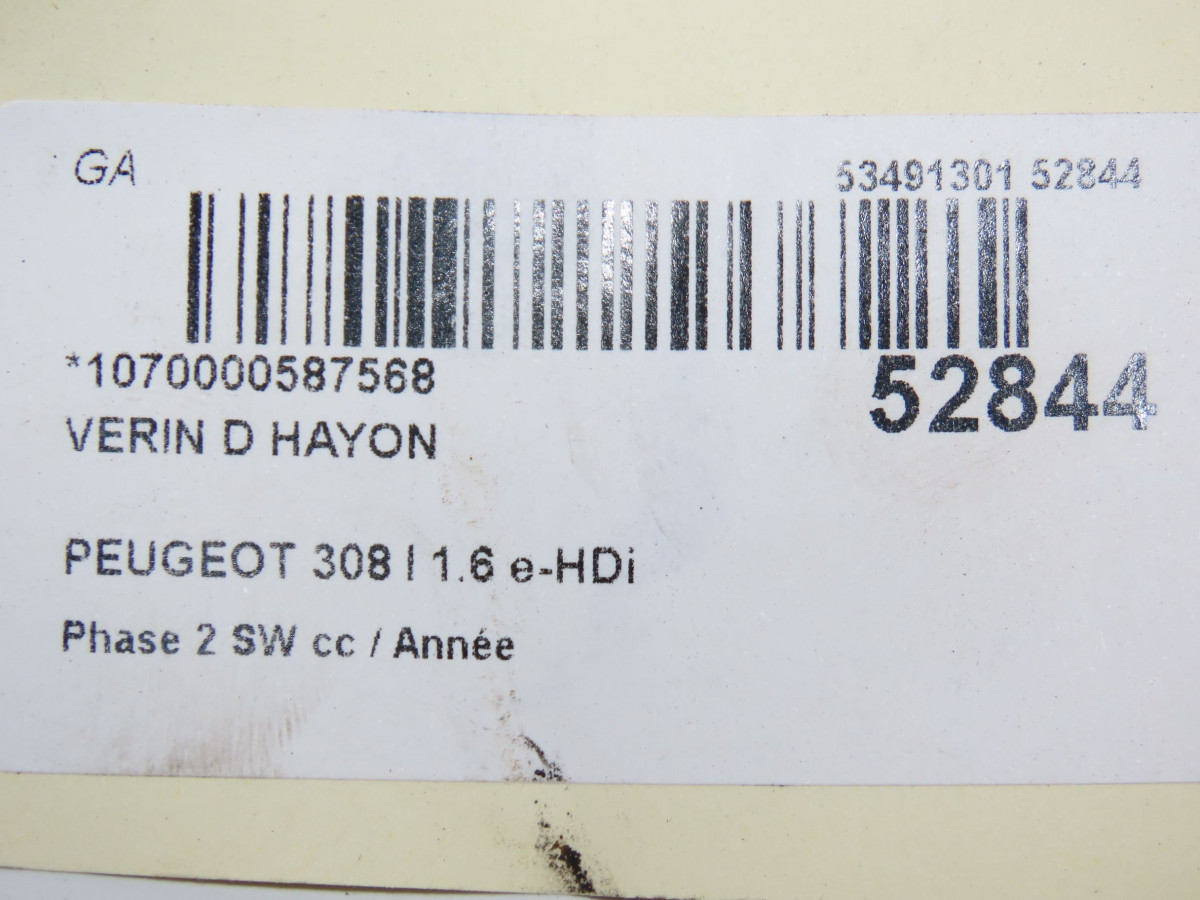 GA
53491301 52844
*1070000587568
52844
VERIN D HAYON
PEUGEOT 308 I 1.6 e-HDi
Phase 2 SW cc / Année